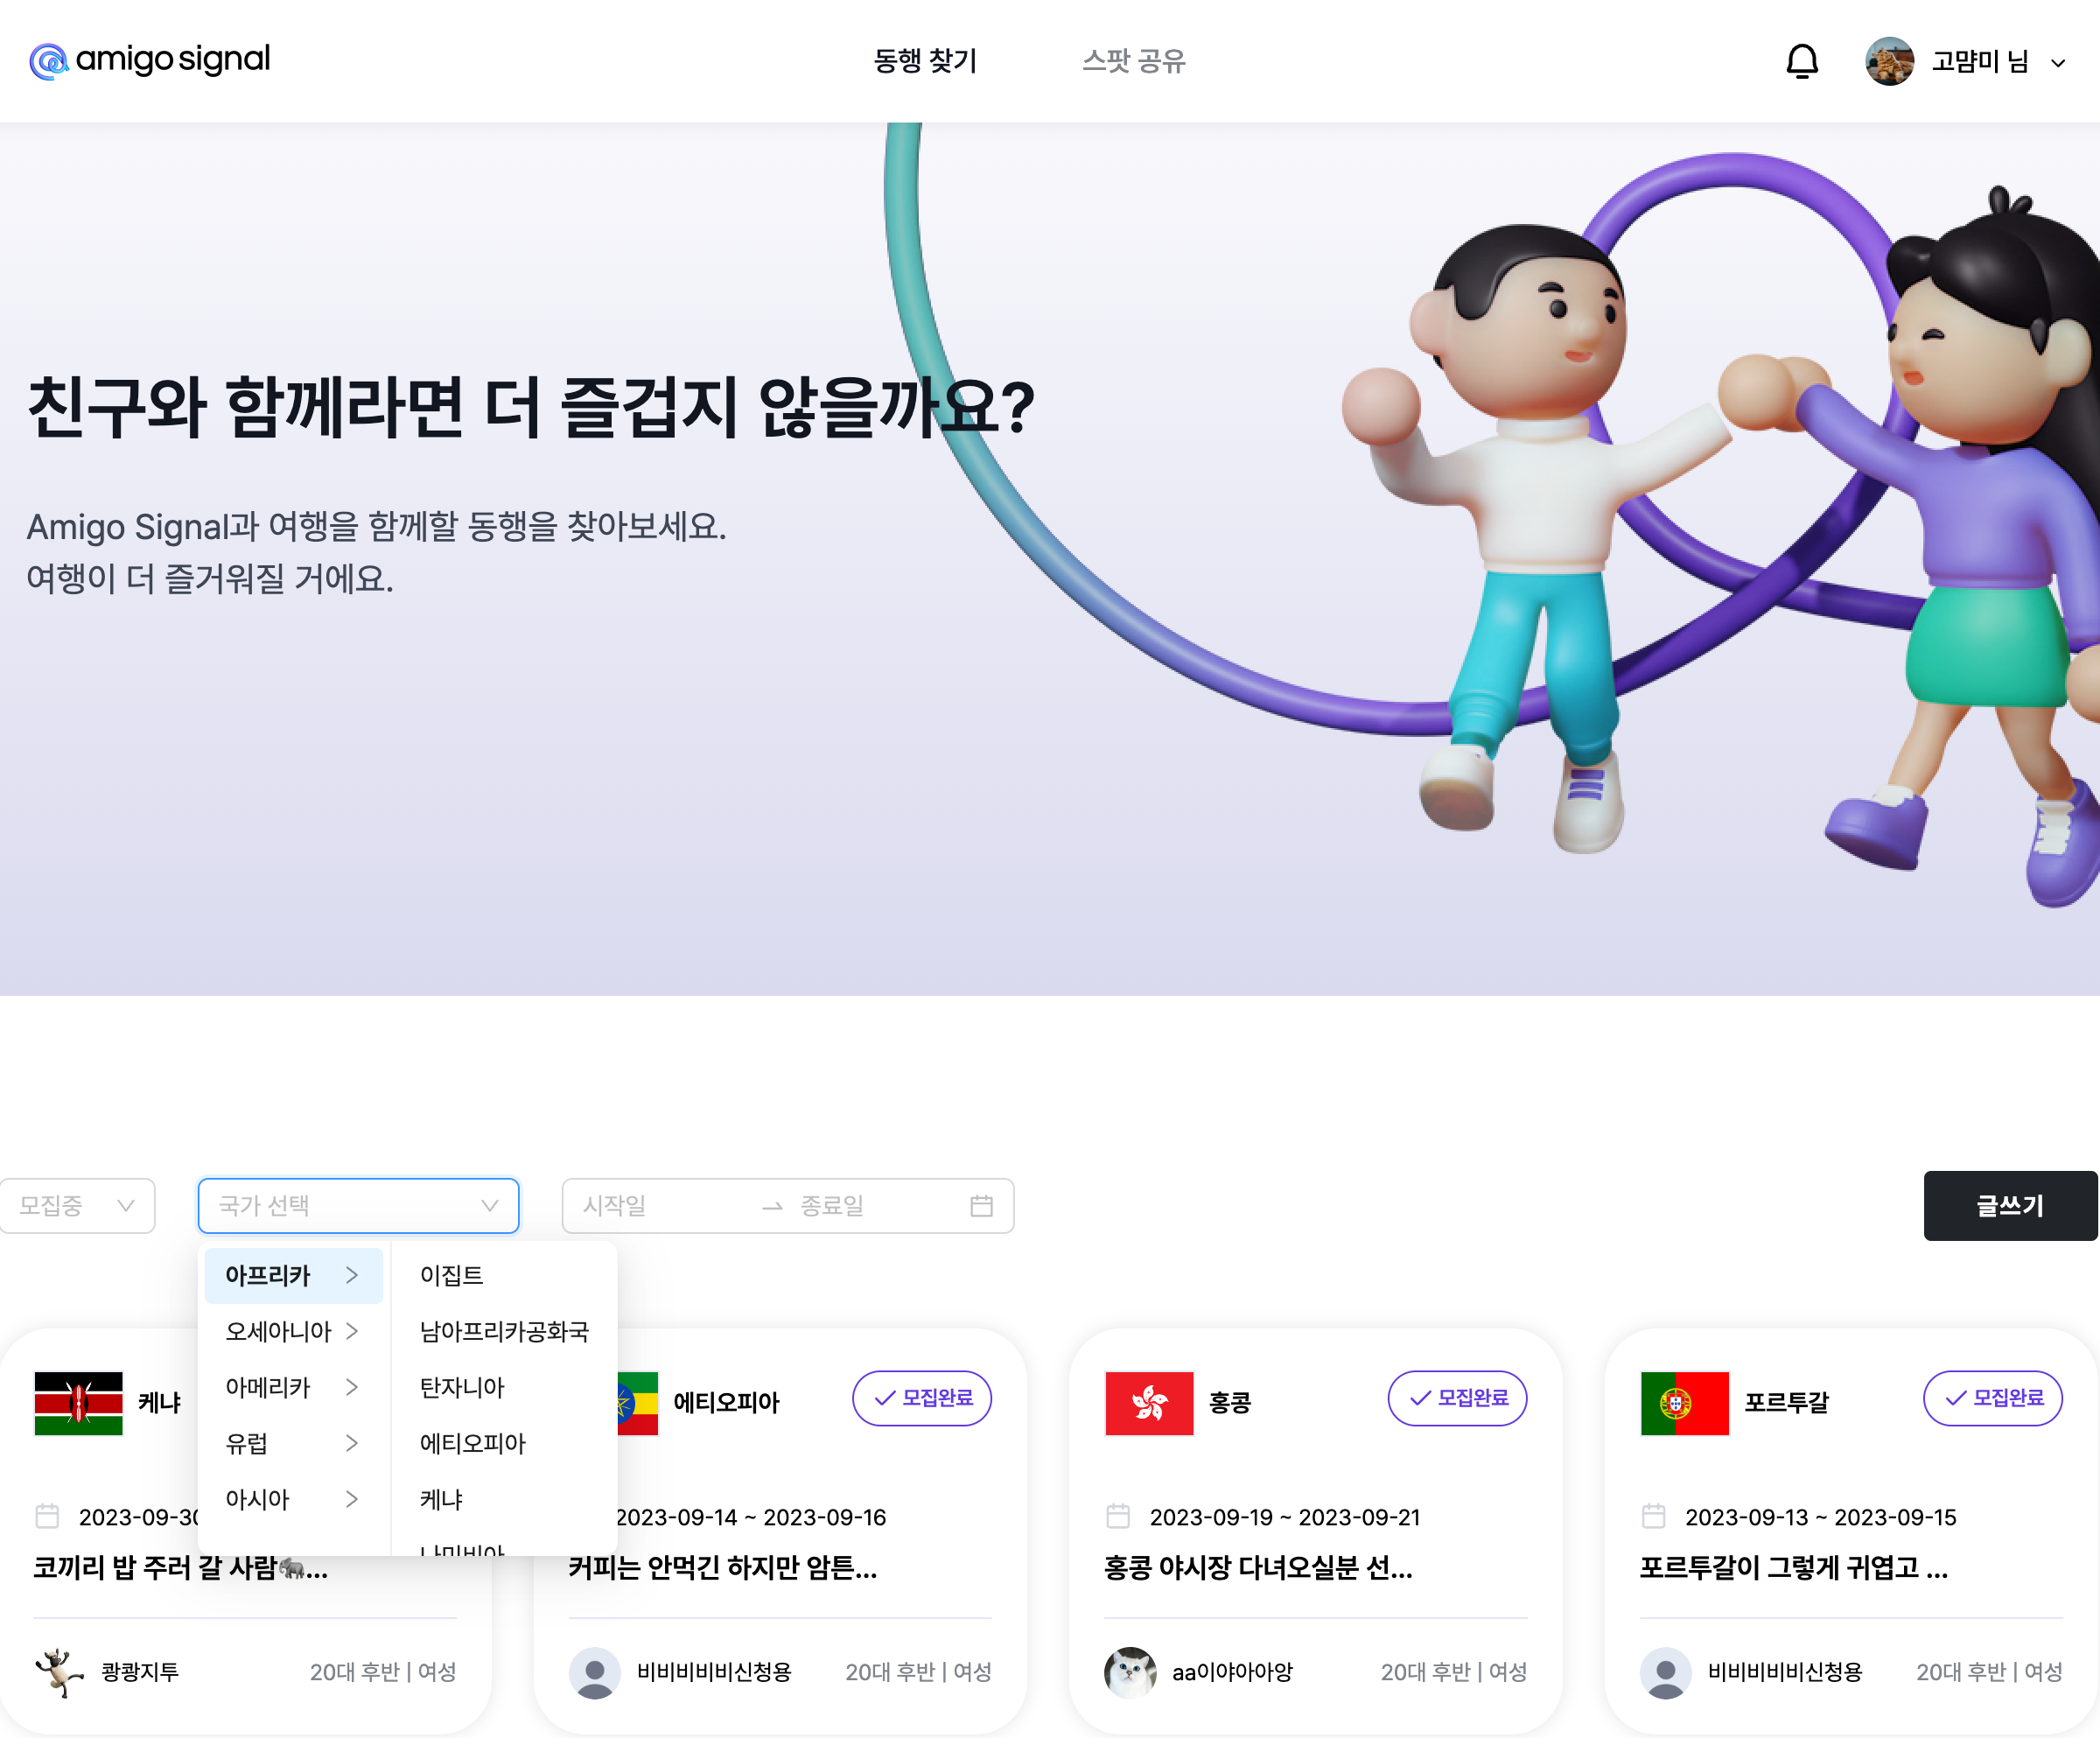 amigo signal
동행 찾기
스팟 공유
고먐미 님
친구와 함께라면 더 즐겁지 않을까요?
Amigo Signal과 여행을 함께할 동행을 찾아보세요.
여행이 더 즐거워질 거에요.
모집중
국가 선택
시작일
종료일
글쓰기
아프리카
오세아니아
아메리카
유럽
아시아
이집트
남아프리카공화국
탄자니아
에티오피아
케냐
나미비아
케냐
2023-09-30
코끼리 밥 주러 갈 사람🐘...
쾅쾅지투
20대 후반 | 여성
에티오피아
모집완료
2023-09-14 ~ 2023-09-16
커피는 안먹긴 하지만 암튼...
비비비비비신청용
20대 후반 | 여성
홍콩
모집완료
2023-09-19 ~ 2023-09-21
홍콩 야시장 다녀오실분 선...
aa이야아아앙
20대 후반 | 여성
포르투갈
모집완료
2023-09-13 ~ 2023-09-15
포르투갈이 그렇게 귀엽고 ...
비비비비비신청용
20대 후반 | 여성